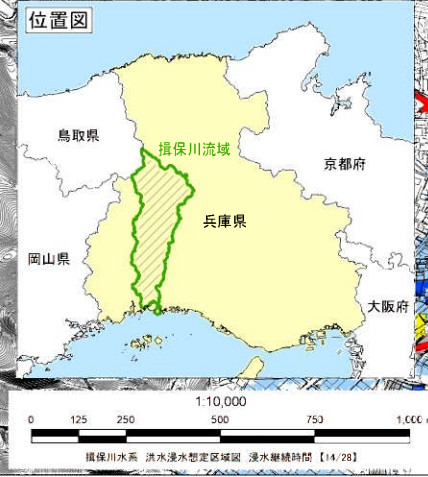 位置図
鳥取県
揖保川流域
京都府
兵庫県
岡山県
大阪府
1:10,000
0 125 250 500 750 1,000
揖保川水系 洪水浸水想定区域図 浸水継続時間 【14/28】